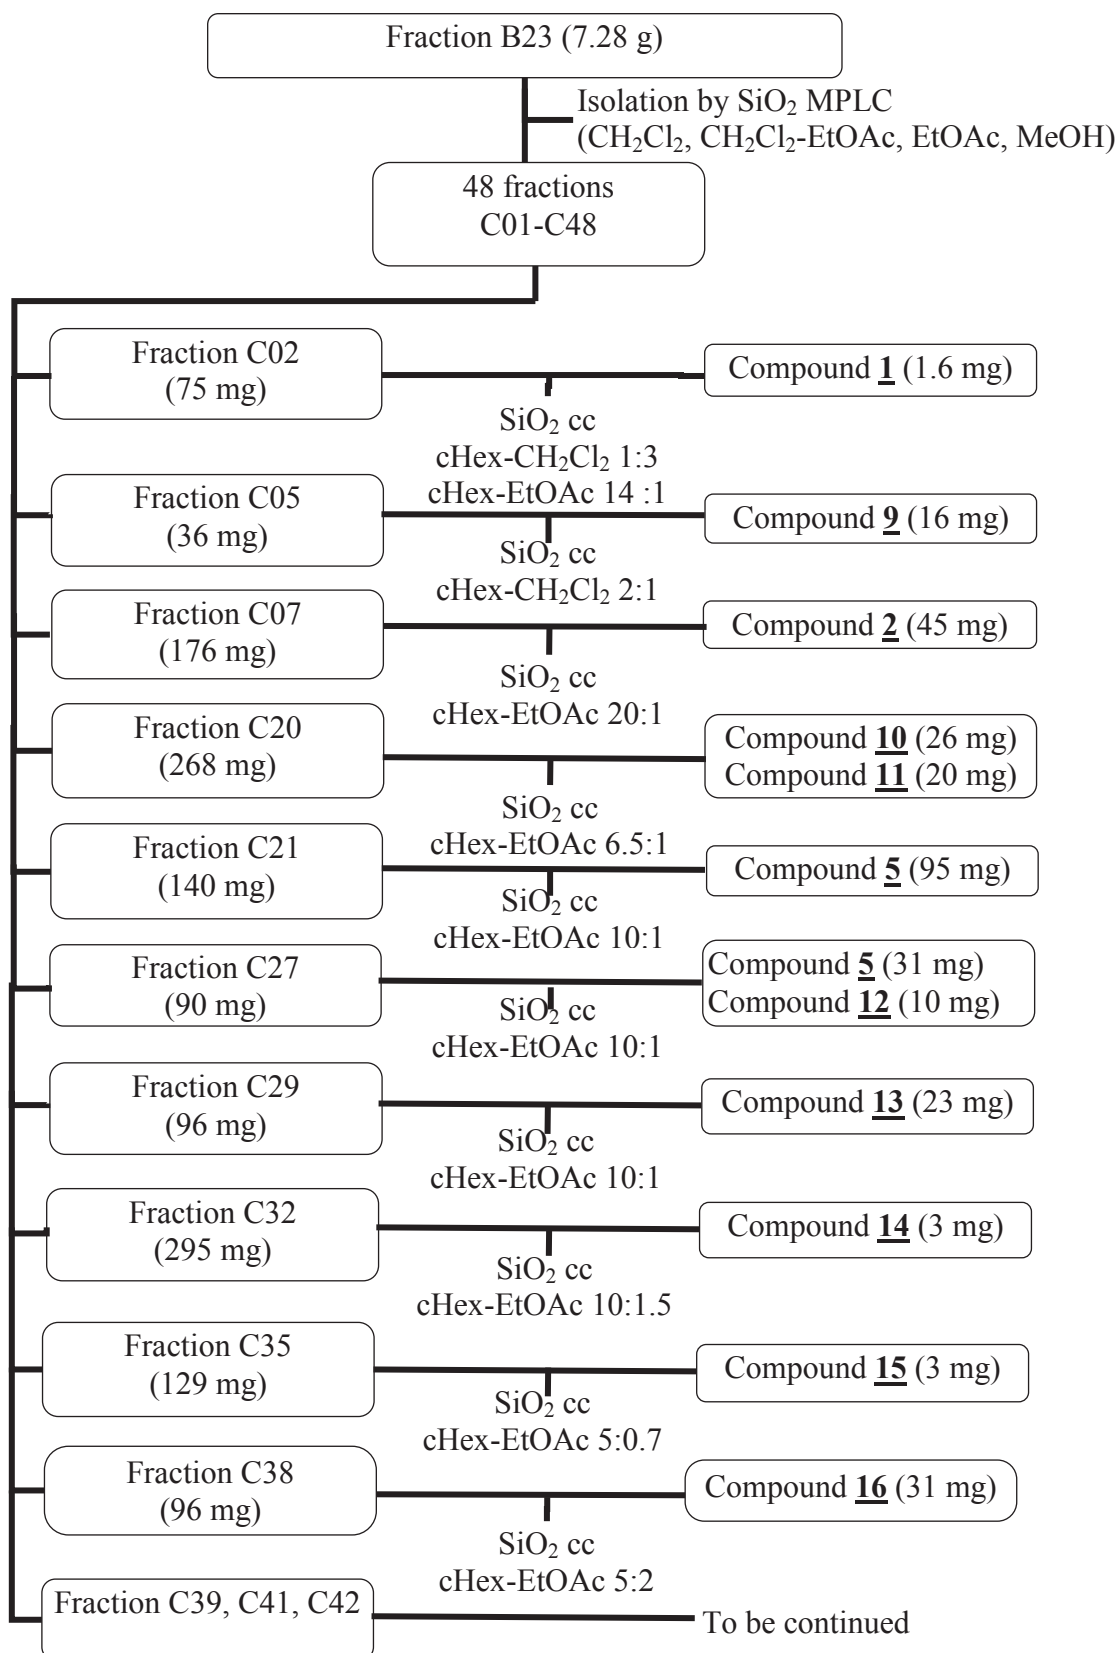 Fraction B23 (7.28 g)
Isolation by SiO₂ MPLC
(CH₂Cl₂, CH₂Cl₂-EtOAc, EtOAc, MeOH)
48 fractions
C01-C48
Fraction C02
(75 mg)
Compound 1 (1.6 mg)
SiO₂ cc
cHex-CH₂Cl₂ 1:3
cHex-EtOAc 14 :1
Fraction C05
(36 mg)
Compound 9 (16 mg)
SiO₂ cc
cHex-CH₂Cl₂ 2:1
Fraction C07
(176 mg)
Compound 2 (45 mg)
SiO₂ cc
cHex-EtOAc 20:1
Fraction C20
(268 mg)
Compound 10 (26 mg)
Compound 11 (20 mg)
SiO₂ cc
cHex-EtOAc 6.5:1
Fraction C21
(140 mg)
Compound 5 (95 mg)
SiO₂ cc
cHex-EtOAc 10:1
Fraction C27
(90 mg)
Compound 5 (31 mg)
Compound 12 (10 mg)
SiO₂ cc
cHex-EtOAc 10:1
Fraction C29
(96 mg)
Compound 13 (23 mg)
SiO₂ cc
cHex-EtOAc 10:1
Fraction C32
(295 mg)
Compound 14 (3 mg)
SiO₂ cc
cHex-EtOAc 10:1.5
Fraction C35
(129 mg)
Compound 15 (3 mg)
SiO₂ cc
cHex-EtOAc 5:0.7
Fraction C38
(96 mg)
Compound 16 (31 mg)
SiO₂ cc
cHex-EtOAc 5:2
Fraction C39, C41, C42
To be continued